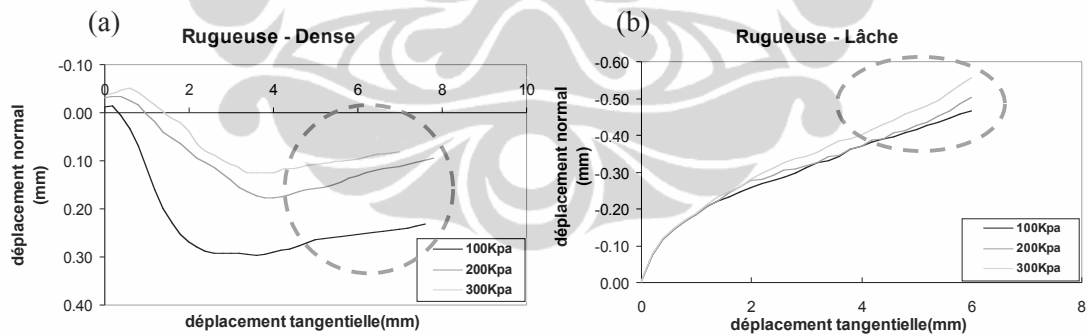 (a)
Rugueuse - Dense
-0.10
0.00
0.10
0.20
0.30
0.40
0 2 4 6 8 10
déplacement normal
(mm)
déplacement tangentielle(mm)
100Kpa
200Kpa
300Kpa
(b)
Rugueuse - Lâche
-0.60
-0.50
-0.40
-0.30
-0.20
-0.10
0.00
0 2 4 6 8
déplacement normal
(mm)
déplacement tangentielle(mm)
100Kpa
200Kpa
300Kpa